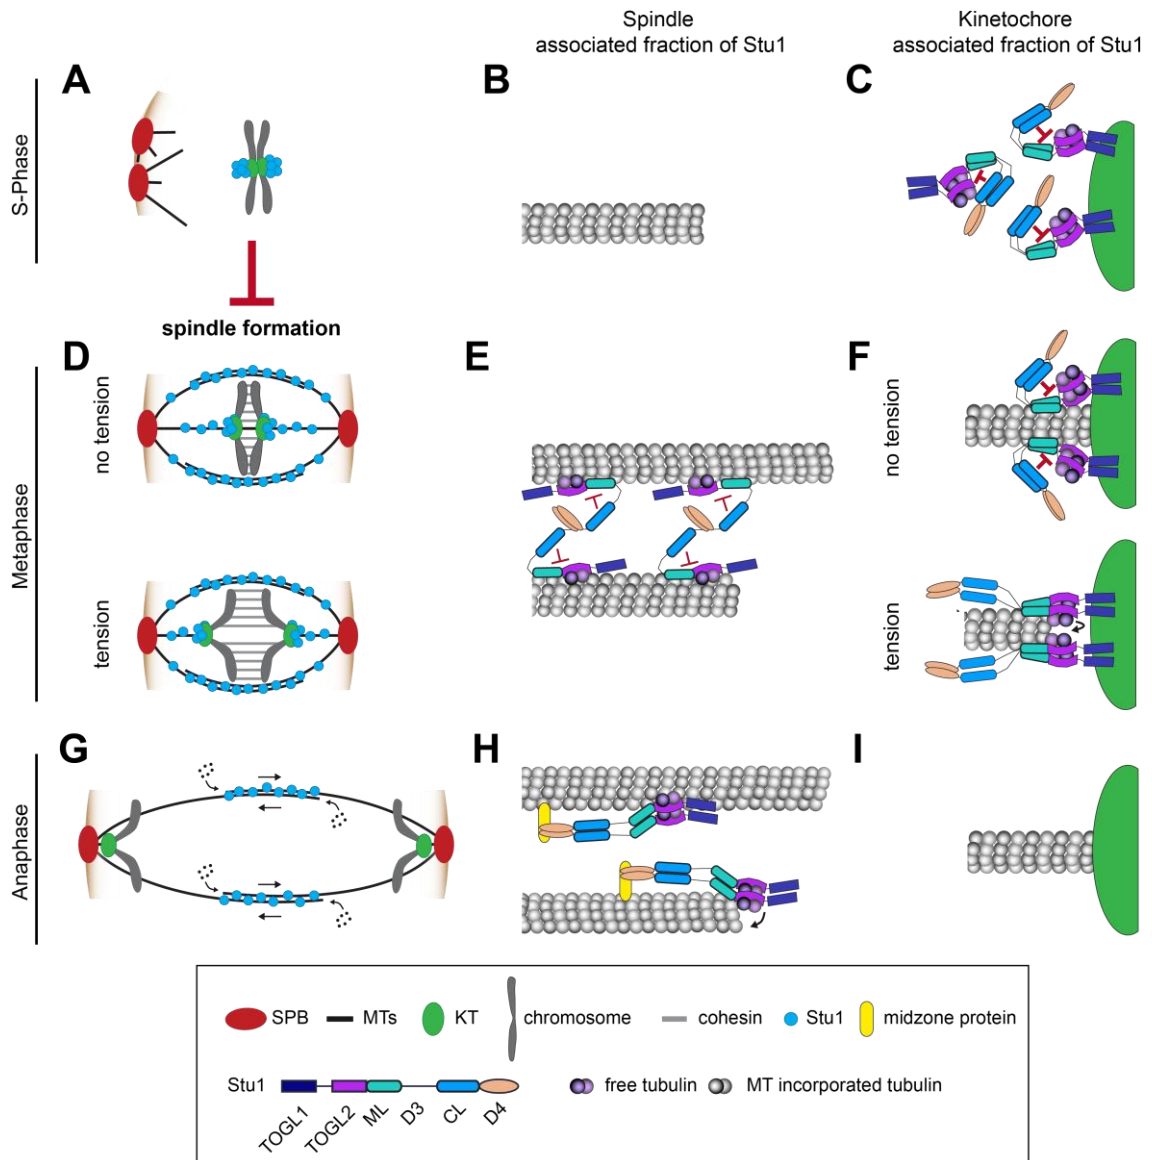 Spindle
associated fraction of Stu1
Kinetochore
associated fraction of Stu1
S-Phase
A
B
C
spindle formation
Metaphase
no tension
D
E
no tension
F
tension
tension
Anaphase
G
H
I
SPB
MTs
KT
chromosome
cohesin
Stu1
midzone protein
Stu1
free tubulin
MT incorporated tubulin
TOGL1
TOGL2
ML
D3
CL
D4